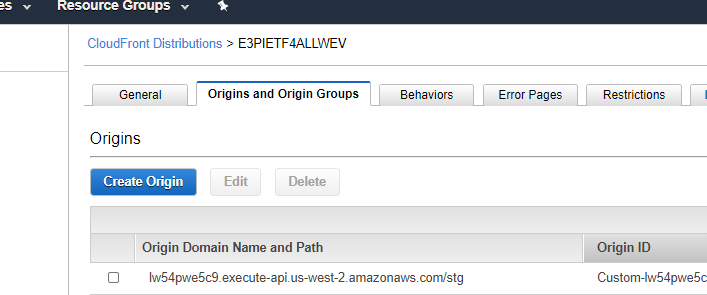 Resource Groups
CloudFront Distributions > E3PIETF4ALLWEV
General Origins and Origin Groups Behaviors Error Pages Restrictions
Origins
Create Origin Edit Delete
Origin Domain Name and Path Origin ID
lw54pwe5c9.execute-api.us-west-2.amazonaws.com/stg Custom-lw54pwe5c